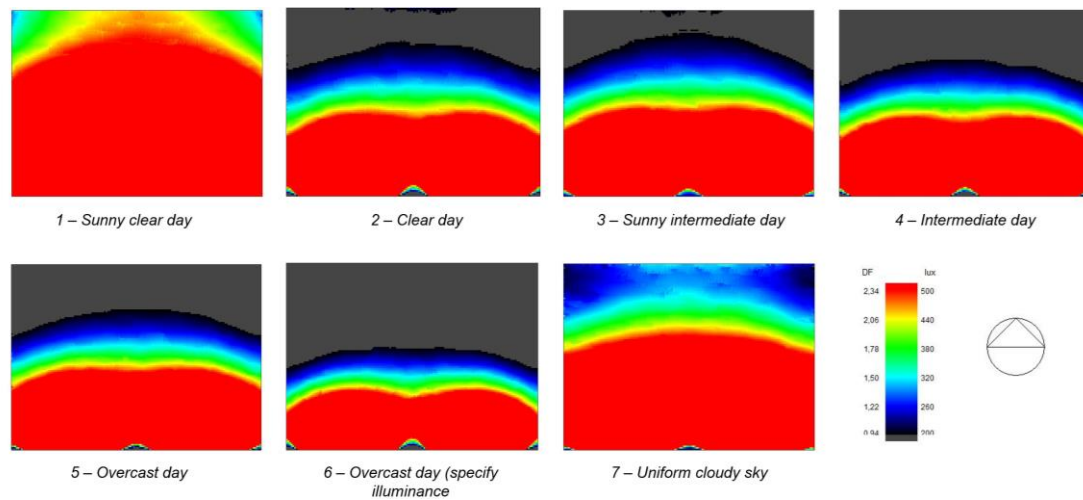 1 – Sunny clear day
2 – Clear day
3 – Sunny intermediate day
4 – Intermediate day
5 – Overcast day
6 – Overcast day (specify
illuminance
7 – Uniform cloudy sky
DF lux
2,34 500
2,06 440
1,78 380
1,50 320
1,22 260
0,94 200